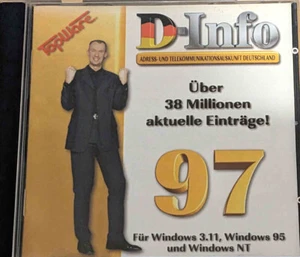 TopWare
D-Info
ADRESS- UND TELEKOMMUNIKATIONSAUSKUNFT DEUTSCHLAND
Über
38 Millionen
aktuelle Einträge!
97
Für Windows 3.11, Windows 95
und Windows NT